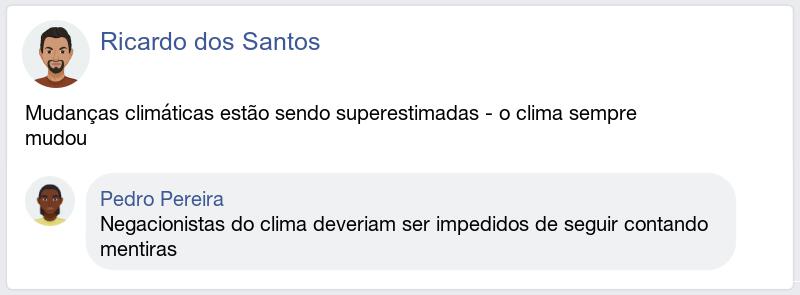 Ricardo dos Santos
Mudanças climáticas estão sendo superestimadas - o clima sempre
mudou
Pedro Pereira
Negacionistas do clima deveriam ser impedidos de seguir contando
mentiras